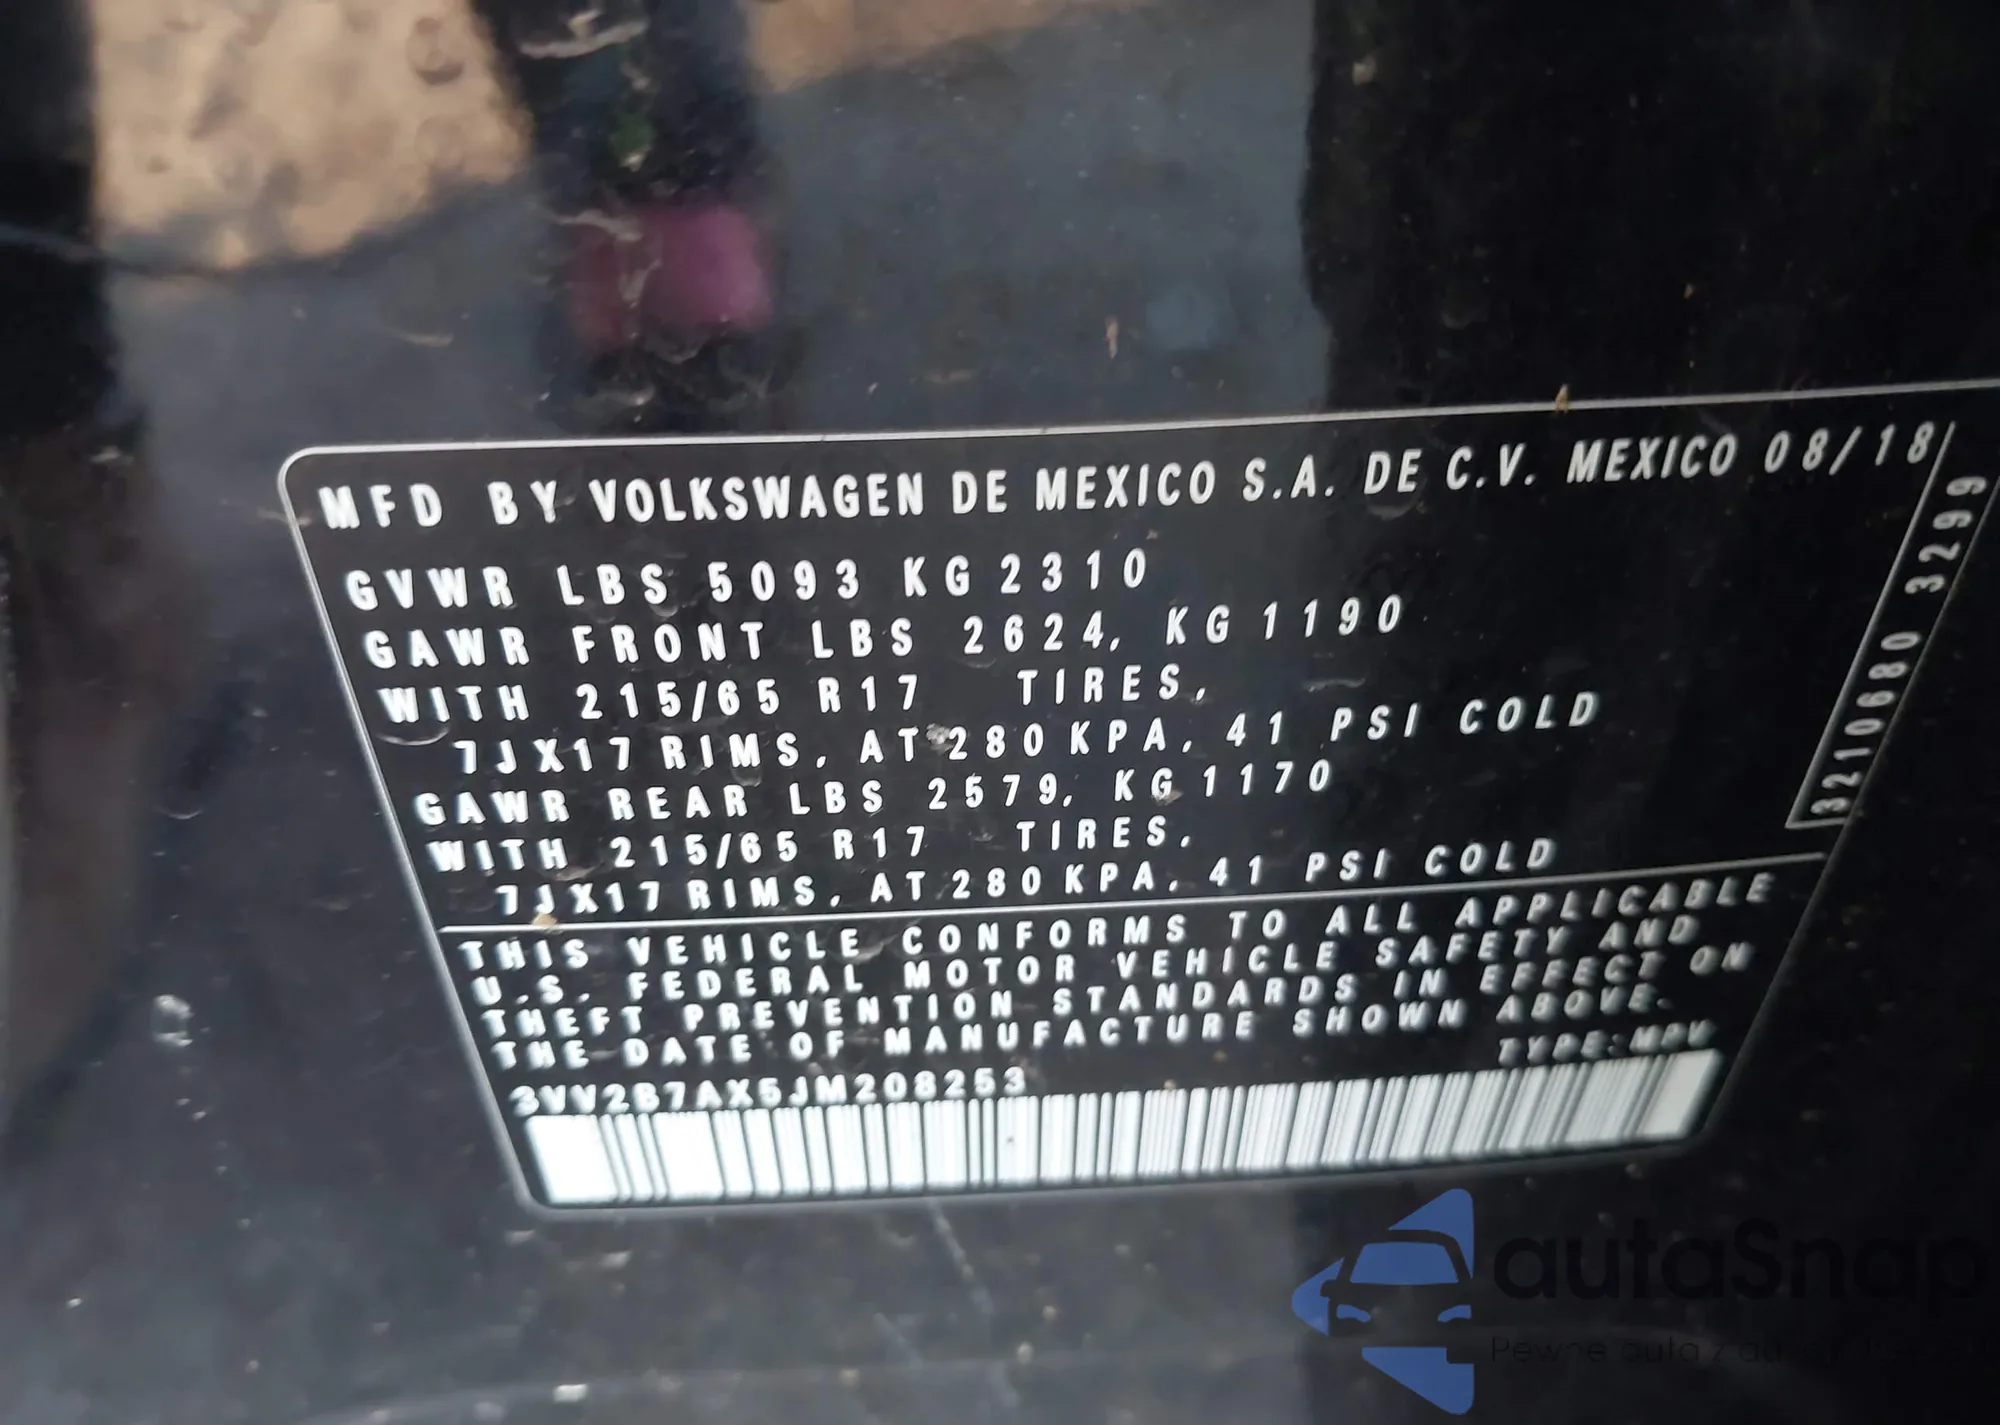 MFD BY VOLKSWAGEN DE MEXICO S.A. DE C.V. MEXICO 08/18
GVWR LBS 5093 KG 2310
GAWR FRONT LBS 2624, KG 1190
WITH 215/65 R17 TIRES,
7JX17 RIMS, AT 280 KPA, 41 PSI COLD
GAWR REAR LBS 2579, KG 1170
WITH 215/65 R17 TIRES,
7JX17 RIMS, AT 280 KPA, 41 PSI COLD
3210680 3299
THIS VEHICLE CONFORMS TO ALL APPLICABLE
U.S. FEDERAL MOTOR VEHICLE SAFETY AND
THEFT PREVENTION STANDARDS IN EFFECT ON
THE DATE OF MANUFACTURE SHOWN ABOVE.
TYPE: MPV
3VV2B7AX5JM208253
autaSnap
Pewne auta z